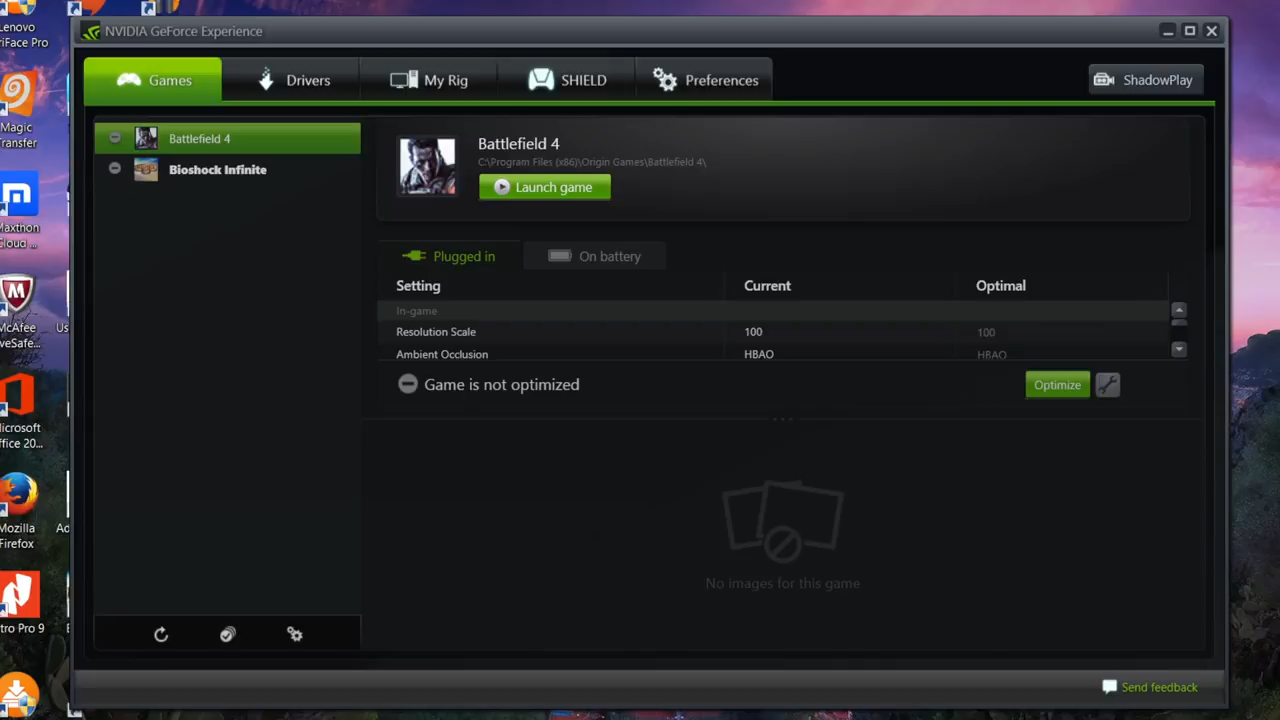 Lenovo
riFace Pro
Magic
Transfer
Maxthon
Cloud ...
McAfee
veSafe...
Us
Microsoft
ffice 20...
Mozilla
Firefox
Ad
tro Pro 9
NVIDIA GeForce Experience
Games
Drivers
My Rig
SHIELD
Preferences
ShadowPlay
Battlefield 4
Bioshock Infinite
Battlefield 4
C:\Program Files (x86)\Origin Games\Battlefield 4\
Launch game
Plugged in
On battery
Setting Current Optimal
In-game
Resolution Scale 100 100
Ambient Occlusion HBAO HBAO
Game is not optimized
Optimize
No images for this game
Send feedback